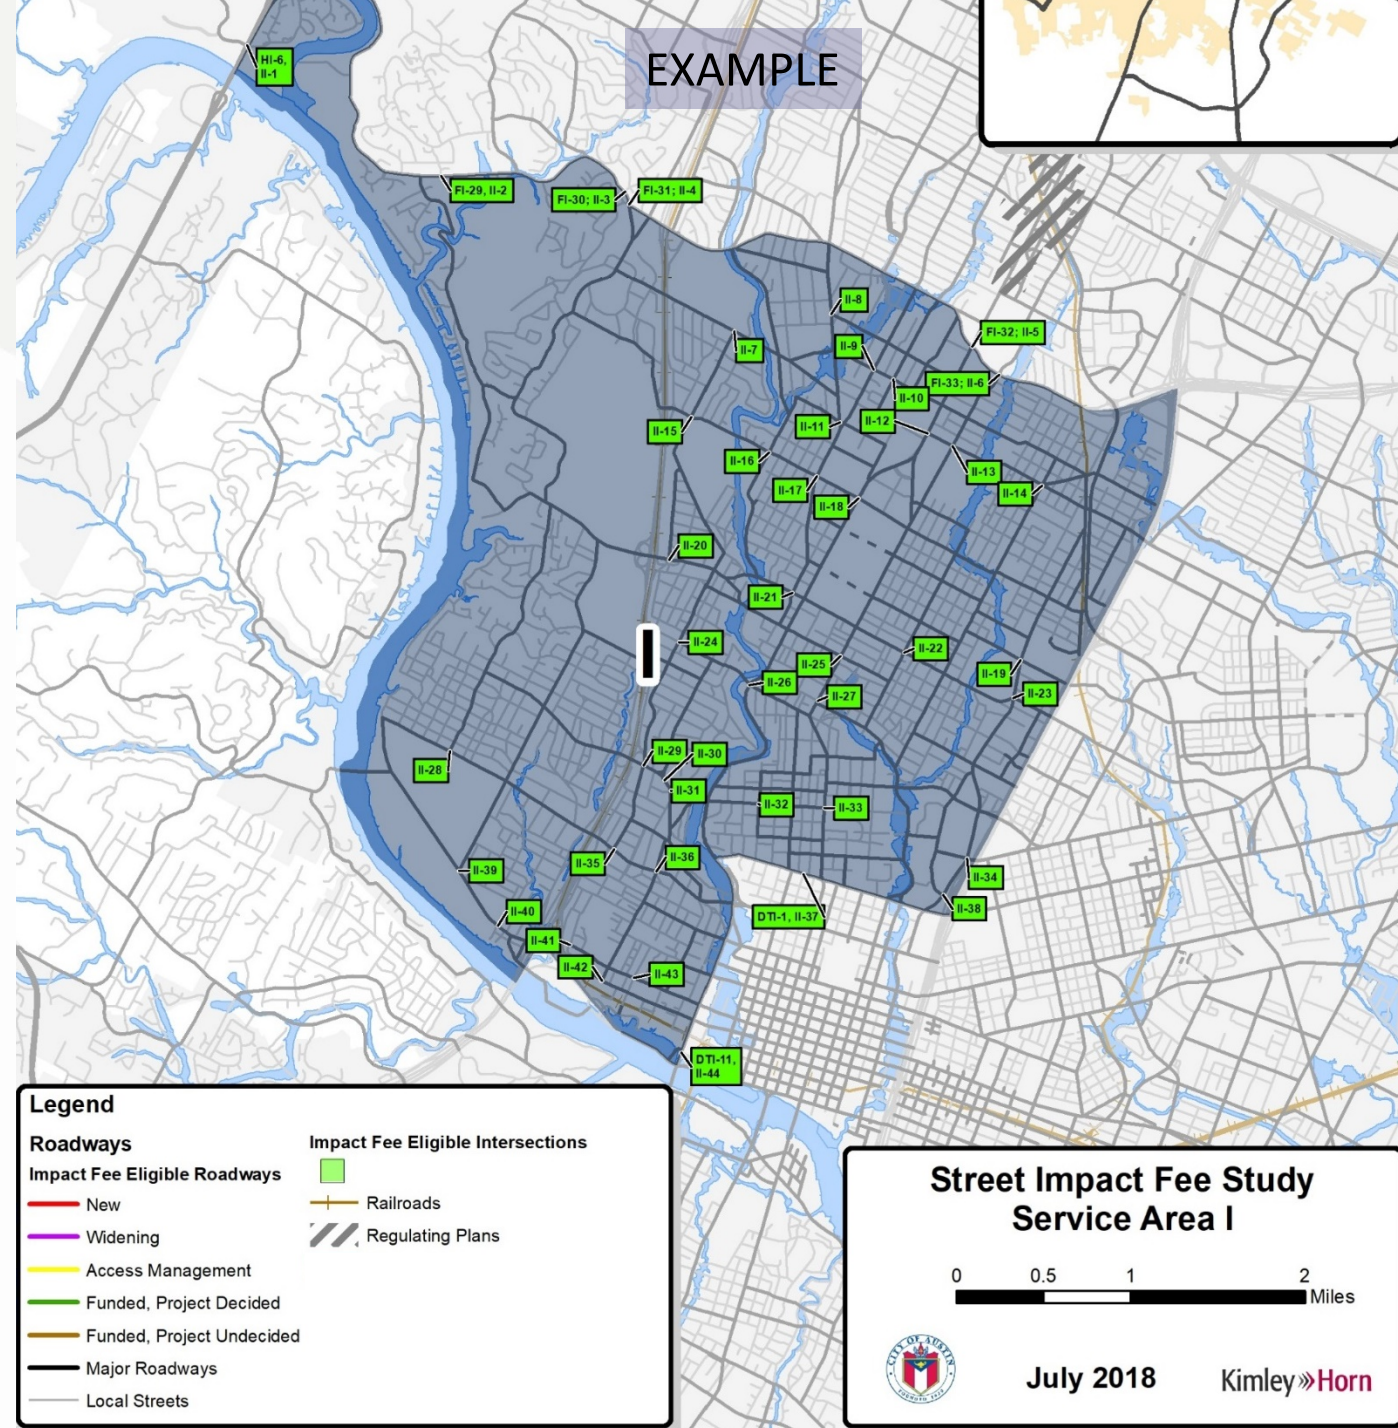 EXAMPLE
HI-6,
II-1
FI-29, II-2
FI-30; II-3
FI-31; II-4
II-8
FI-32; II-5
II-7
II-9
FI-33; II-6
II-10
II-12
II-11
II-15
II-16
II-13
II-17
II-14
II-18
II-20
II-21
II-24
II-22
II-25
II-19
II-26
II-23
II-27
I
II-29
II-30
II-28
II-31
II-32
II-33
II-36
II-35
II-39
II-34
II-38
II-40
DTI-1, II-37
II-41
II-42
II-43
DTI-11,
II-44
Legend
Roadways
Impact Fee Eligible Roadways
New
Widening
Access Management
Funded, Project Decided
Funded, Project Undecided
Major Roadways
Local Streets
Impact Fee Eligible Intersections
Railroads
Regulating Plans
Street Impact Fee Study
Service Area I
0 0.5 1 2
Miles
CITY OF AUSTIN
FOUNDED 1839
July 2018
Kimley»Horn